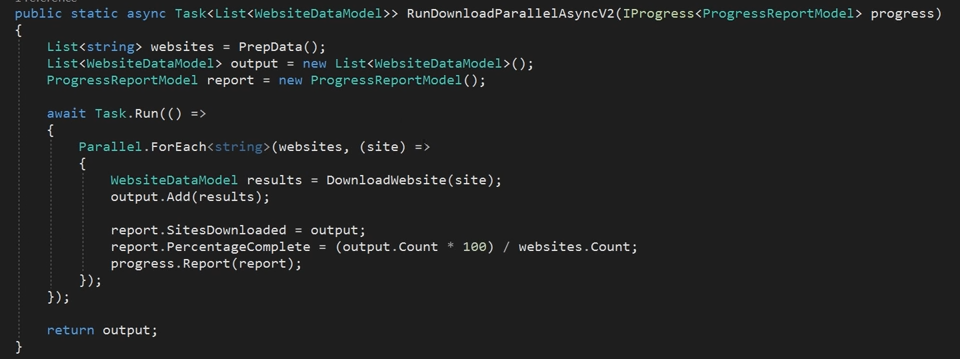 public static async Task<List<WebsiteDataModel>> RunDownloadParallelAsyncV2(IProgress<ProgressReportModel> progress)
{
List<string> websites = PrepData();
List<WebsiteDataModel> output = new List<WebsiteDataModel>();
ProgressReportModel report = new ProgressReportModel();
await Task.Run(() =>
{
Parallel.ForEach<string>(websites, (site) =>
{
WebsiteDataModel results = DownloadWebsite(site);
output.Add(results);
report.SitesDownloaded = output;
report.PercentageComplete = (output.Count * 100) / websites.Count;
progress.Report(report);
});
});
return output;
}